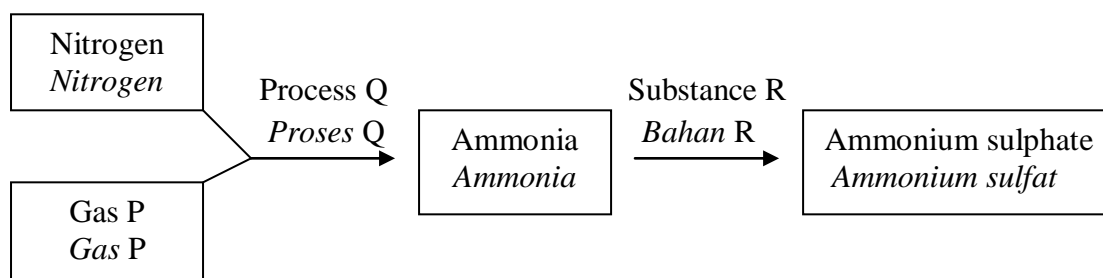 Nitrogen
Nitrogen
Process Q
Proses Q
Substance R
Bahan R
Ammonia
Ammonia
Ammonium sulphate
Ammonium sulfat
Gas P
Gas P